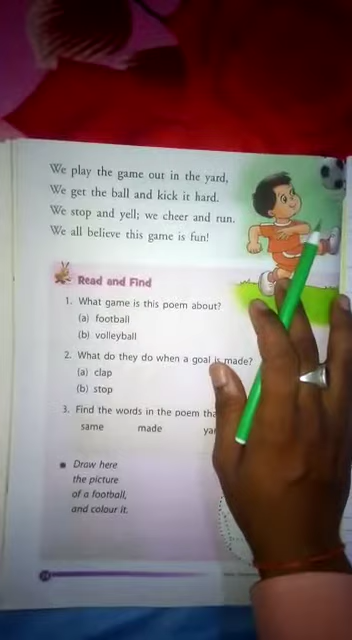 We play the game out in the yard,
We get the ball and kick it hard.
We stop and yell; we cheer and run.
We all believe this game is fun!
Read and Find
1. What game is this poem about?
(a) football
(b) volleyball
2. What do they do when a goal is made?
(a) clap
(b) stop
3. Find the words in the poem
same made
Draw here
the picture
of a football,
and colour it.